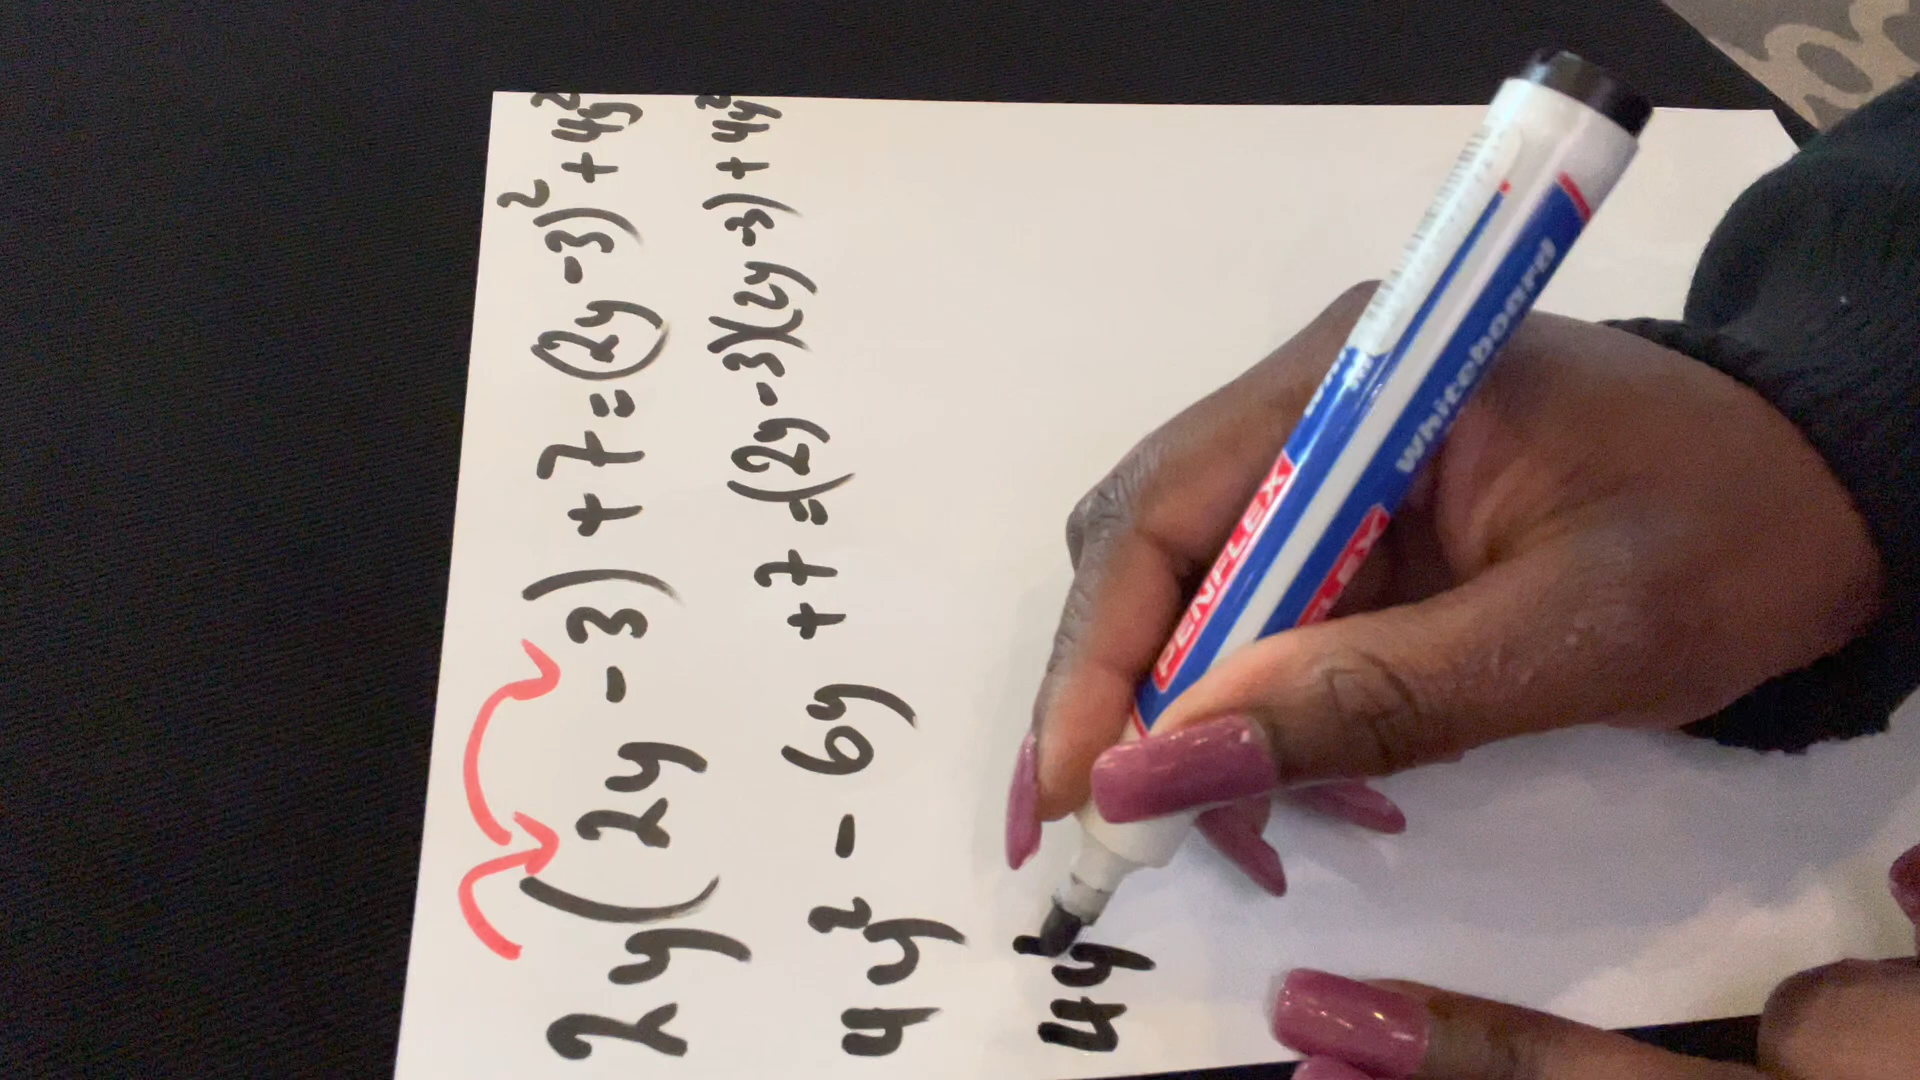 2y(2y - 3) + 7 = (2y - 3)² + 4y²
4y² - 6y + 7 = (2y - 3)(2y - 3) + 4y²
4y
PENFLEX
Whiteboard